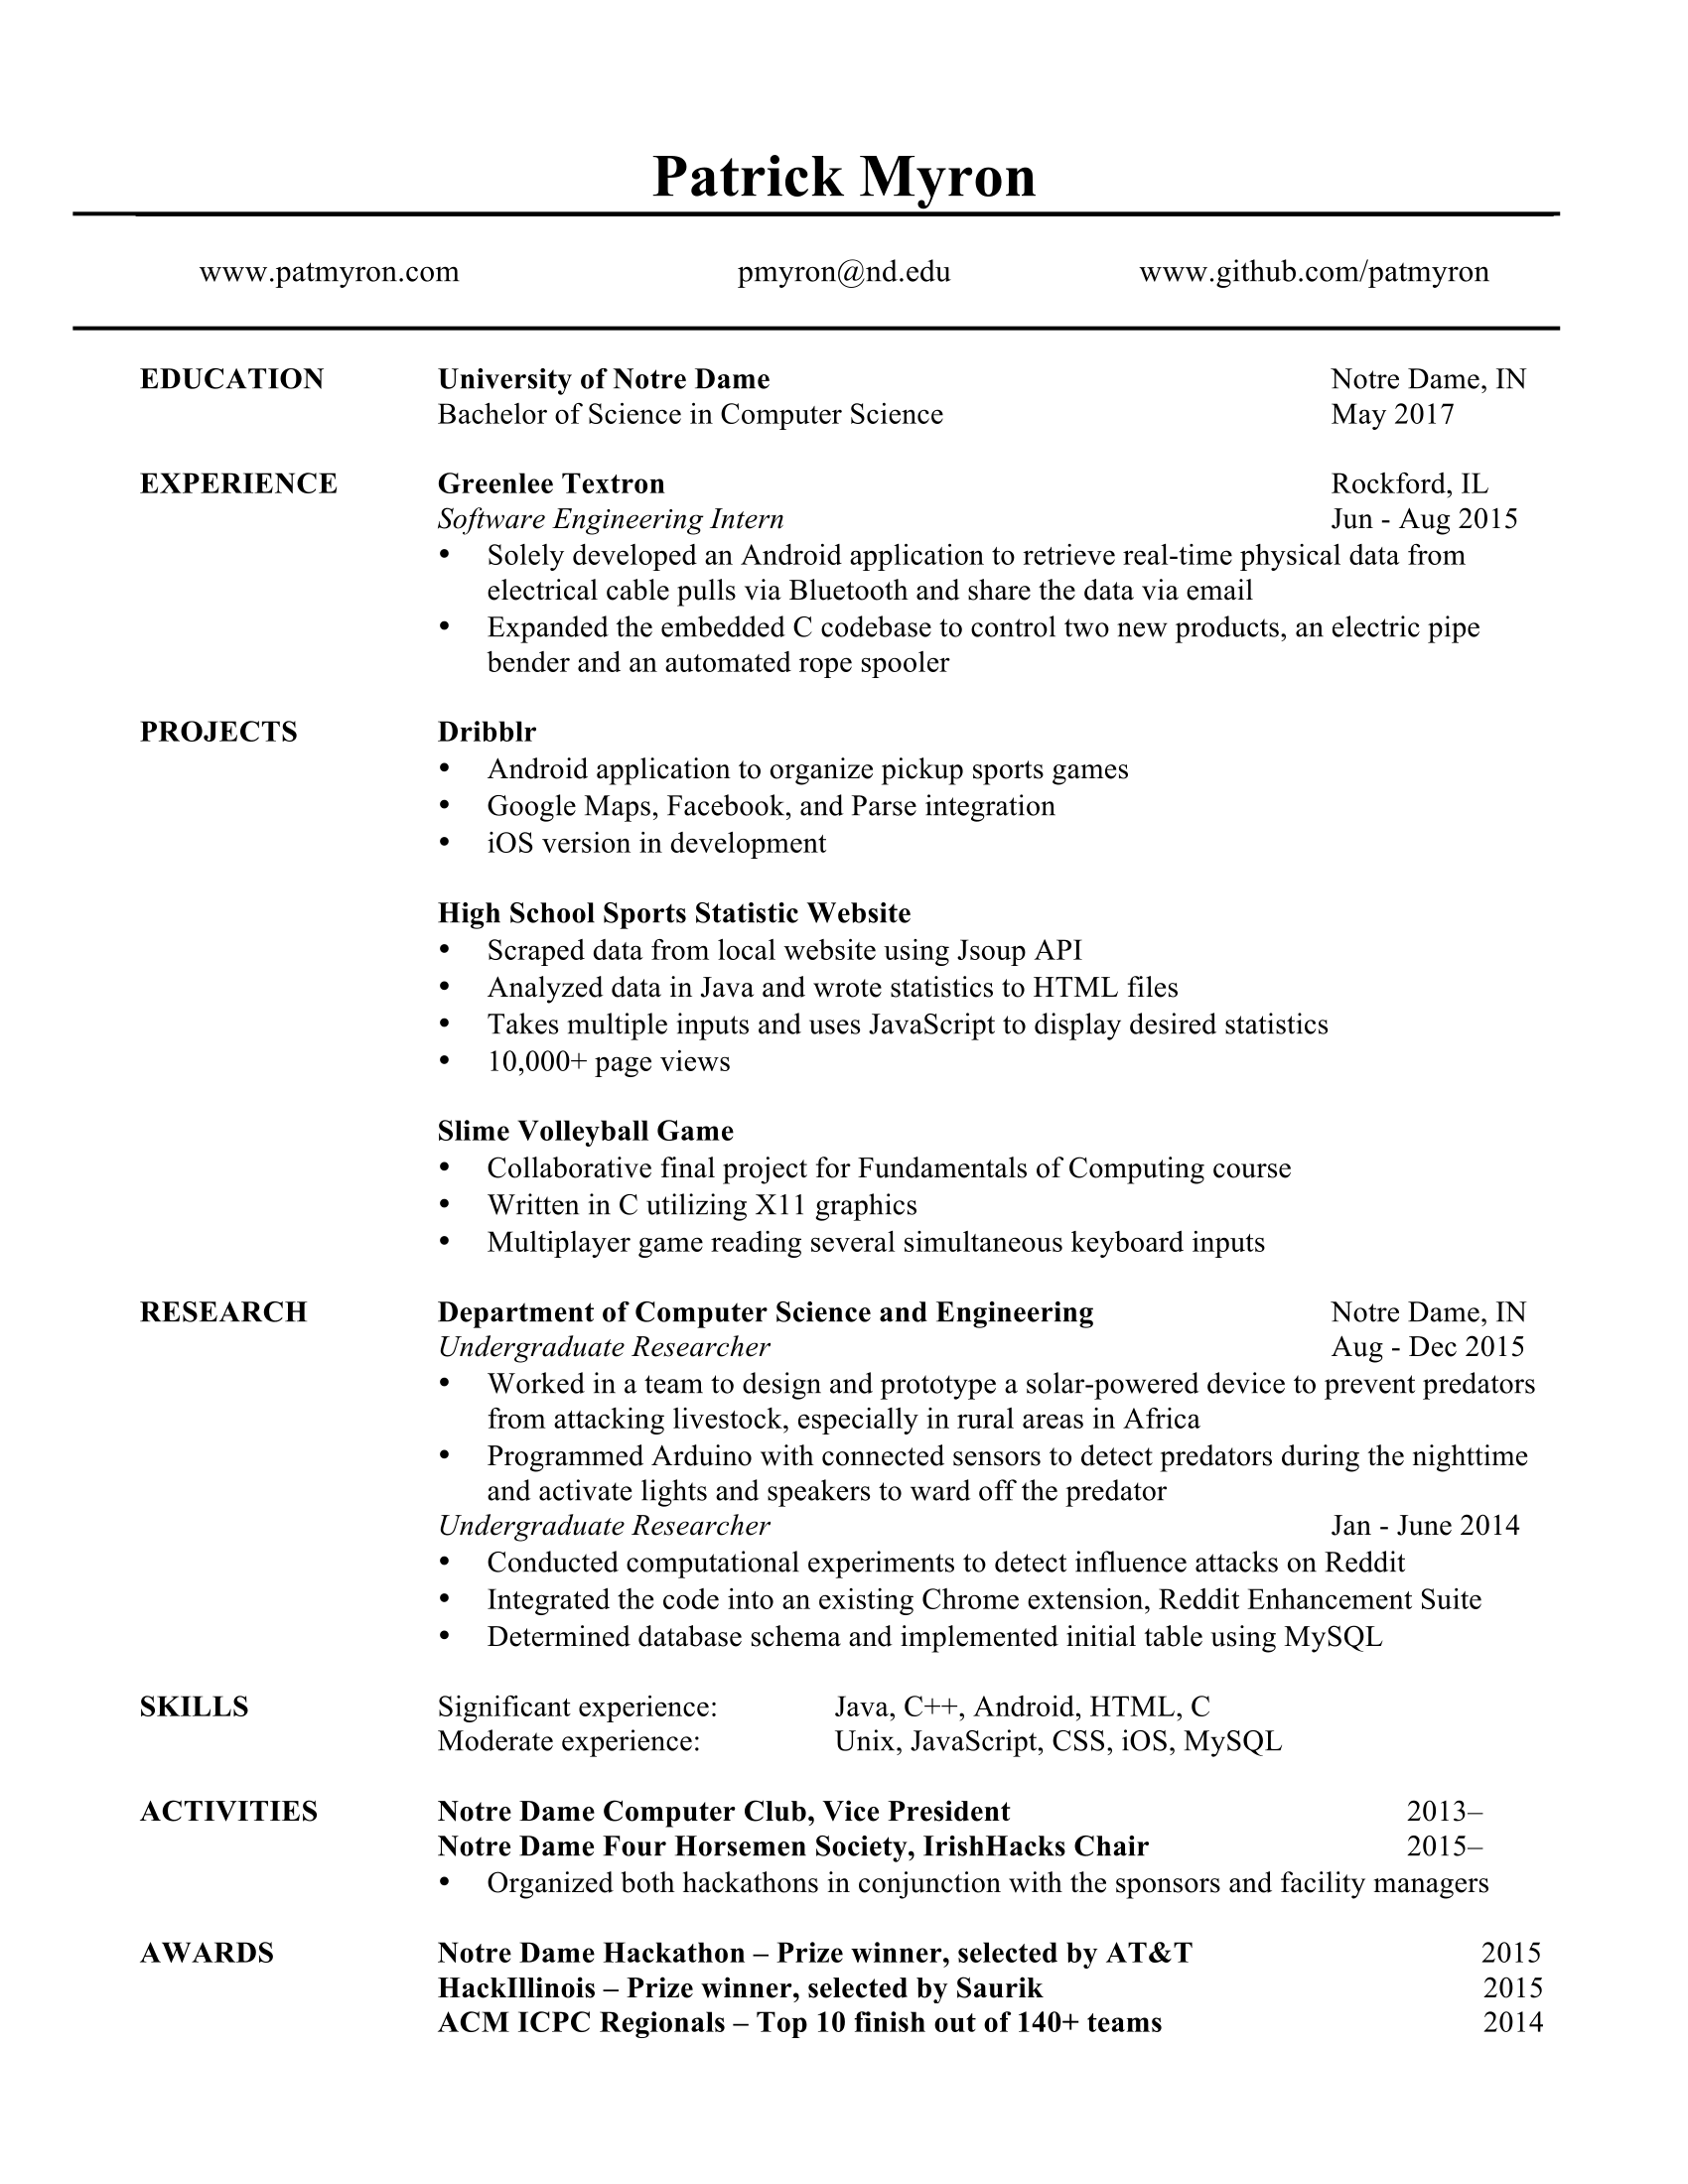 Patrick Myron
www.patmyron.com pmyron@nd.edu www.github.com/patmyron
EDUCATION University of Notre Dame Notre Dame, IN
Bachelor of Science in Computer Science May 2017
EXPERIENCE Greenlee Textron Rockford, IL
Software Engineering Intern Jun - Aug 2015
• Solely developed an Android application to retrieve real-time physical data from
electrical cable pulls via Bluetooth and share the data via email
• Expanded the embedded C codebase to control two new products, an electric pipe
bender and an automated rope spooler
PROJECTS Dribblr
• Android application to organize pickup sports games
• Google Maps, Facebook, and Parse integration
• iOS version in development
High School Sports Statistic Website
• Scraped data from local website using Jsoup API
• Analyzed data in Java and wrote statistics to HTML files
• Takes multiple inputs and uses JavaScript to display desired statistics
• 10,000+ page views
Slime Volleyball Game
• Collaborative final project for Fundamentals of Computing course
• Written in C utilizing X11 graphics
• Multiplayer game reading several simultaneous keyboard inputs
RESEARCH Department of Computer Science and Engineering Notre Dame, IN
Undergraduate Researcher Aug - Dec 2015
• Worked in a team to design and prototype a solar-powered device to prevent predators
from attacking livestock, especially in rural areas in Africa
• Programmed Arduino with connected sensors to detect predators during the nighttime
and activate lights and speakers to ward off the predator
Undergraduate Researcher Jan - June 2014
• Conducted computational experiments to detect influence attacks on Reddit
• Integrated the code into an existing Chrome extension, Reddit Enhancement Suite
• Determined database schema and implemented initial table using MySQL
SKILLS Significant experience: Java, C++, Android, HTML, C
Moderate experience: Unix, JavaScript, CSS, iOS, MySQL
ACTIVITIES Notre Dame Computer Club, Vice President 2013–
Notre Dame Four Horsemen Society, IrishHacks Chair 2015–
• Organized both hackathons in conjunction with the sponsors and facility managers
AWARDS Notre Dame Hackathon – Prize winner, selected by AT&T 2015
HackIllinois – Prize winner, selected by Saurik 2015
ACM ICPC Regionals – Top 10 finish out of 140+ teams 2014